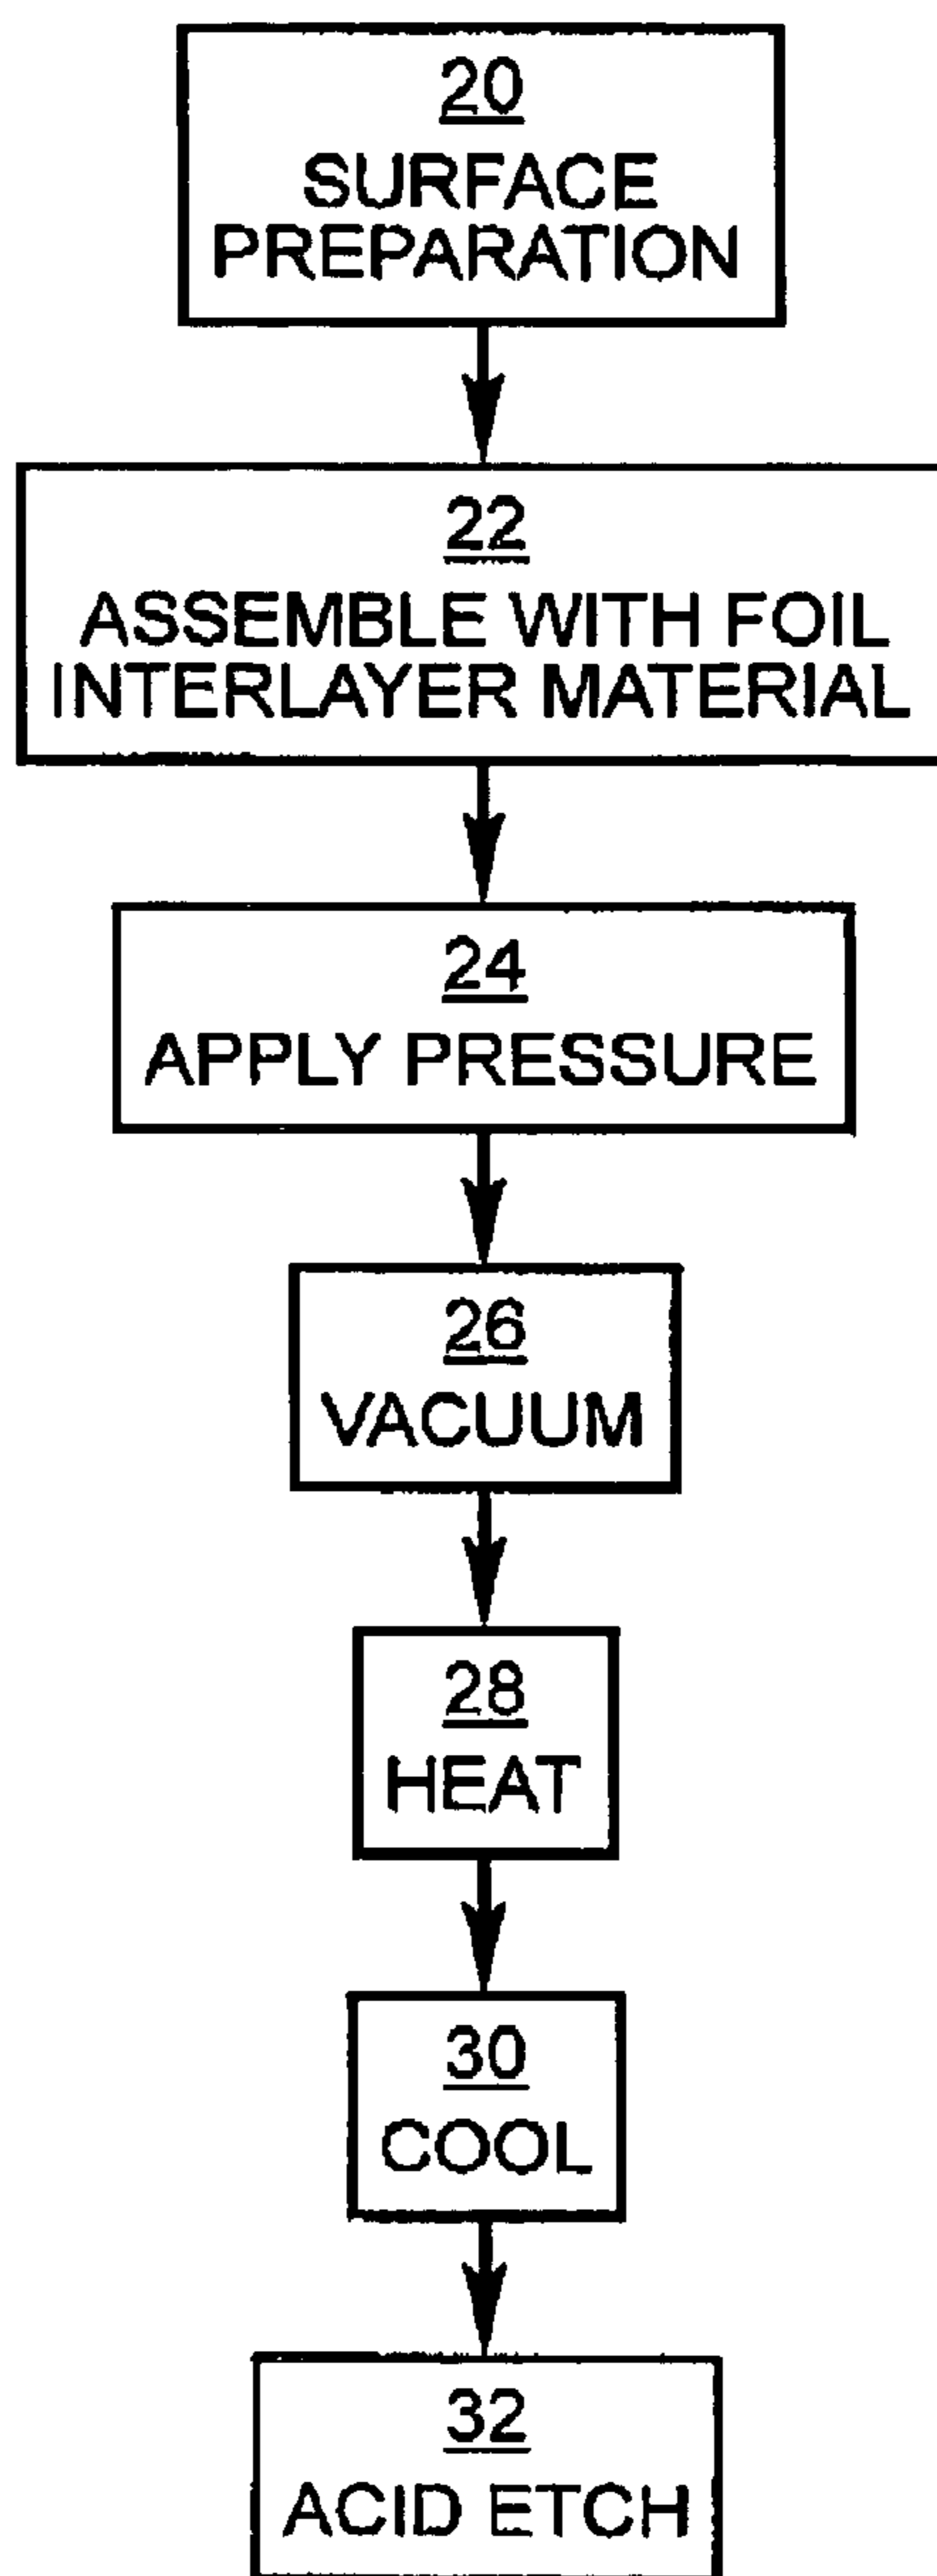 20
SURFACE
PREPARATION
22
ASSEMBLE WITH FOIL
INTERLAYER MATERIAL
24
APPLY PRESSURE
26
VACUUM
28
HEAT
30
COOL
32
ACID ETCH